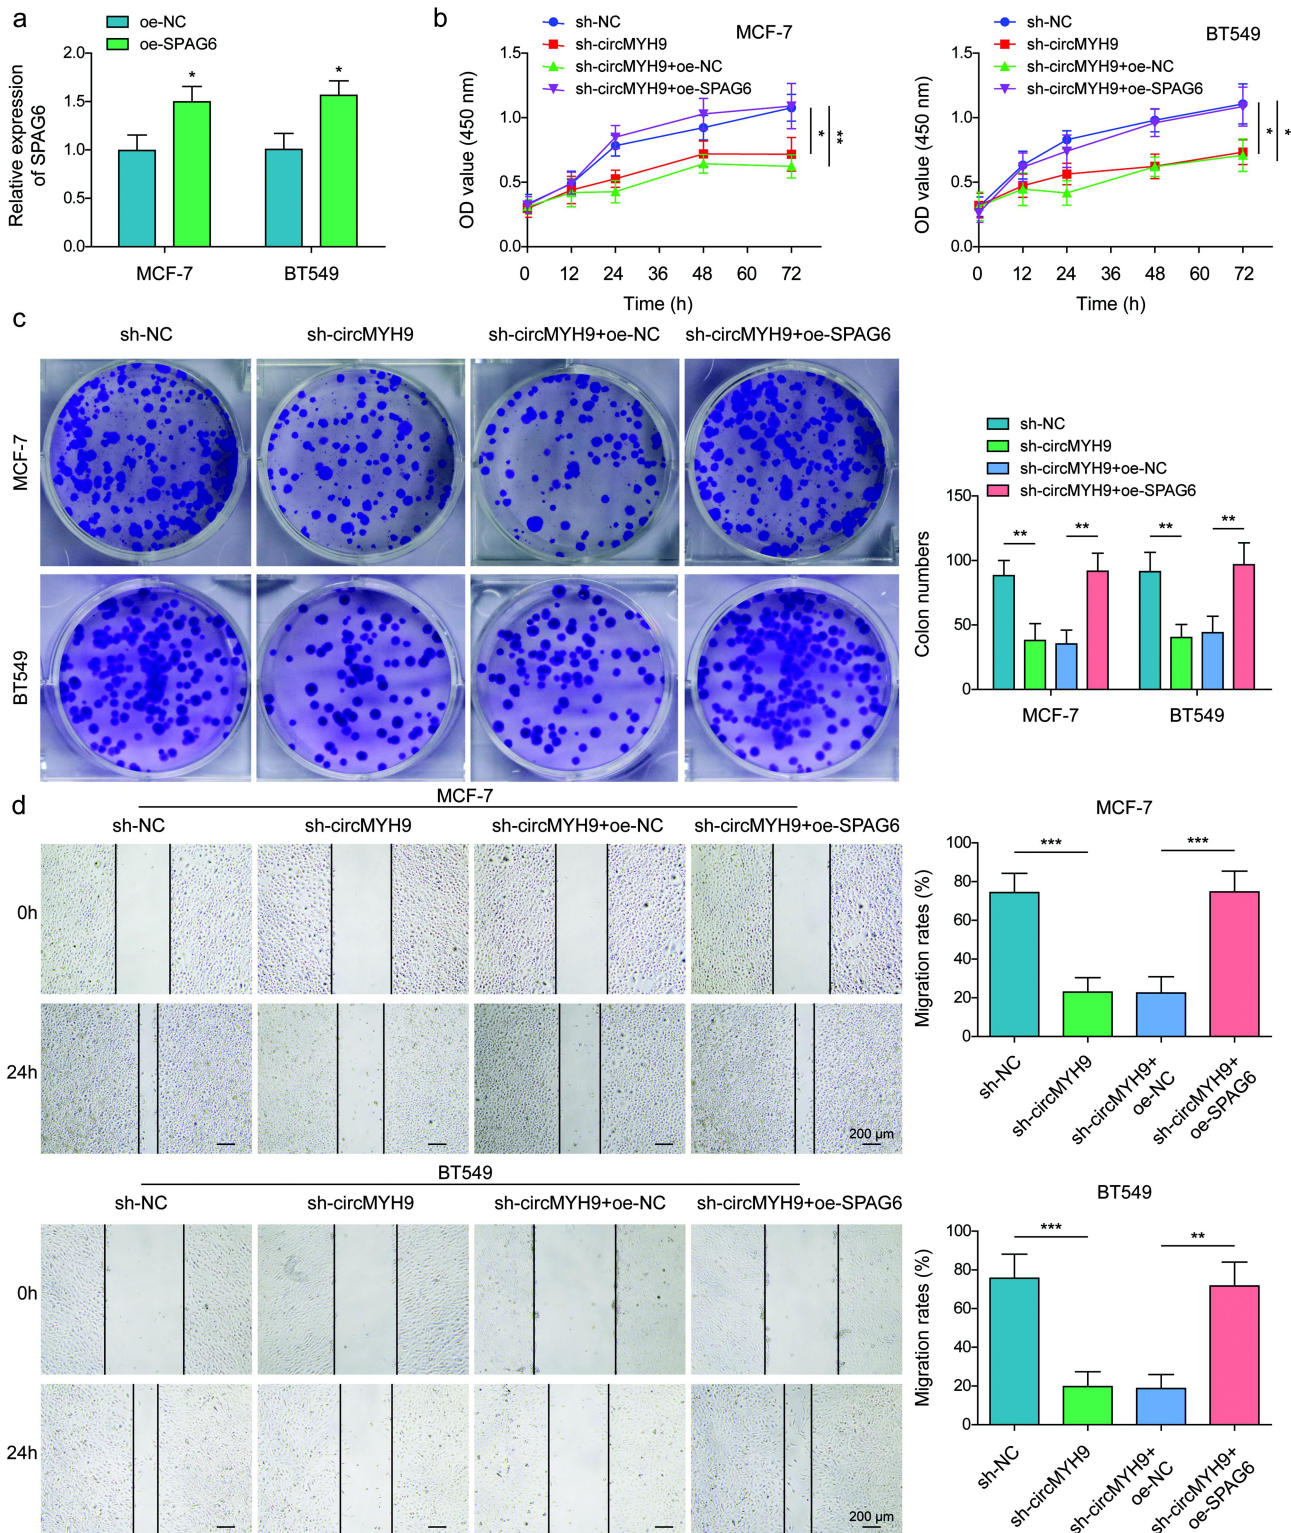 a
oe-NC
oe-SPAG6
Relative expression
of SPAG6
2.0
1.5
1.0
0.5
0.0
*
*
MCF-7
BT549
b
sh-NC
sh-circMYH9
sh-circMYH9+oe-NC
sh-circMYH9+oe-SPAG6
MCF-7
OD value (450 nm)
1.5
1.0
0.5
0.0
*
**
0 12 24 36 48 60 72
Time (h)
sh-NC
sh-circMYH9
sh-circMYH9+oe-NC
sh-circMYH9+oe-SPAG6
BT549
OD value (450 nm)
1.5
1.0
0.5
0.0
*
*
0 12 24 36 48 60 72
Time (h)
c
sh-NC
sh-circMYH9
sh-circMYH9+oe-NC
sh-circMYH9+oe-SPAG6
MCF-7
BT549
sh-NC
sh-circMYH9
sh-circMYH9+oe-NC
sh-circMYH9+oe-SPAG6
Colon numbers
150
100
50
0
**
**
**
**
MCF-7
BT549
d
MCF-7
sh-NC
sh-circMYH9
sh-circMYH9+oe-NC
sh-circMYH9+oe-SPAG6
0h
24h
200 µm
MCF-7
Migration rates (%)
100
80
60
40
20
0
***
***
sh-NC
sh-circMYH9
sh-circMYH9+
oe-NC
sh-circMYH9+
oe-SPAG6
BT549
sh-NC
sh-circMYH9
sh-circMYH9+oe-NC
sh-circMYH9+oe-SPAG6
0h
24h
200 µm
BT549
Migration rates (%)
100
80
60
40
20
0
***
**
sh-NC
sh-circMYH9
sh-circMYH9+
oe-NC
sh-circMYH9+
oe-SPAG6